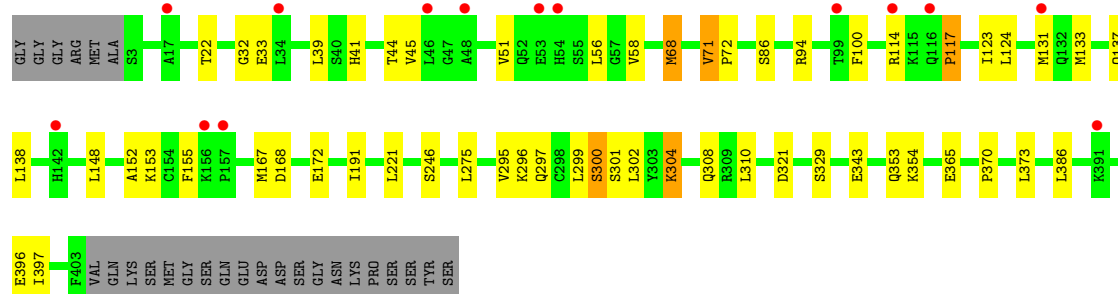 GLY GLY GLY ARG MET ALA S3 A17 T22 G32 E33 L34 L39 S40 H41 T44 V45 L46 G47 A48 V51 Q52 E53 H54 S55 L56 G57 V58 M68 V71 P72 S86 R94 T99 F100 R114 K115 Q116 P117 I123 L124 M131 Q132 M133
L138 H142 L148 A152 K153 C154 F155 K156 P157 M167 D168 E172 I191 L221 S246 L275 V295 K296 Q297 C298 L299 S300 S301 L302 Y303 K304 Q308 R309 L310 D321 S329 E343 Q353 K354 E365 P370 L373 L386 K391
E396 I397 F403 VAL GLN LYS SER MET GLY SER GLN GLU ASP ASP SER GLY ASN LYS PRO SER SER TYR SER